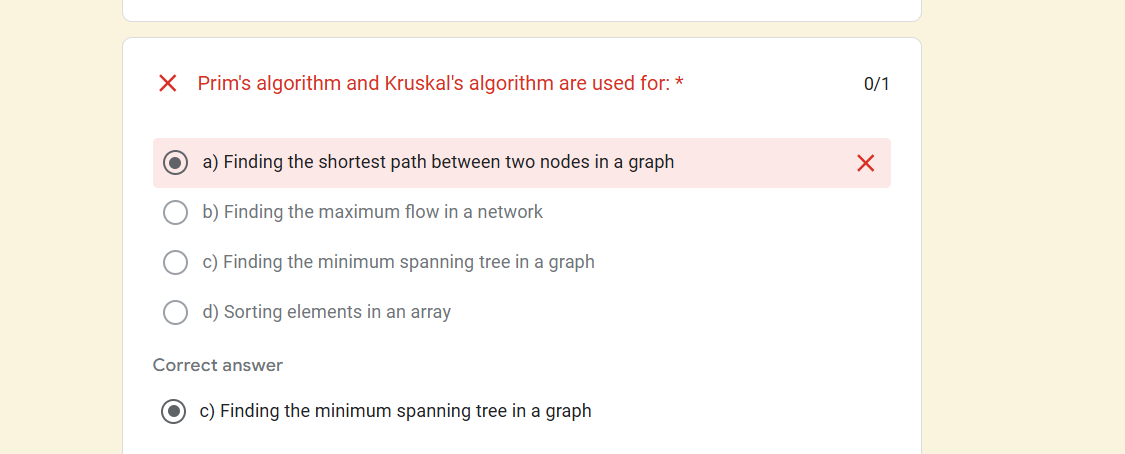 Prim's algorithm and Kruskal's algorithm are used for: *
0/1
a) Finding the shortest path between two nodes in a graph
b) Finding the maximum flow in a network
c) Finding the minimum spanning tree in a graph
d) Sorting elements in an array
Correct answer
c) Finding the minimum spanning tree in a graph